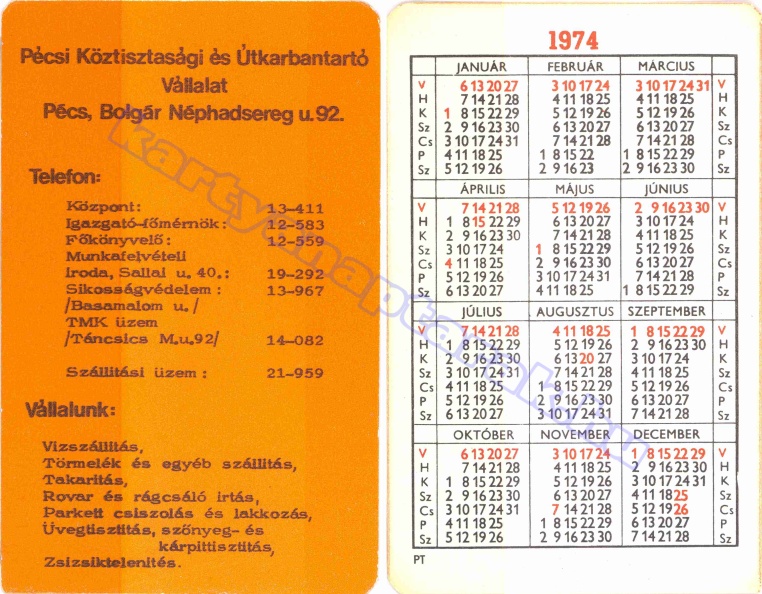 Pécsi Köztisztasági és Útkarbantartó
Vállalat
Pécs, Bolgár Néphadsereg u.92.
Telefon:
Központ: 13-411
Igazgató-főmérnök: 12-583
Főkönyvelő: 12-559
Munkafelvételi
iroda, Sallai u. 40.: 19-292
Sikosságvédelem: 13-967
/Basamalom u./
TMK üzem
/Táncsics M.u.92/ 14-082
Szállitási üzem: 21-959
Vállalunk:
Vizszállitás,
Törmelék és egyéb szállitás,
Takaritás,
Rovar és rágcsáló irtás,
Parkett csiszolás és lakkozás,
Üvegtisztitás, szőnyeg- és
kárpittisztitás,
Zsizsiktelenités.
1974
JANUÁR FEBRUÁR MÁRCIUS
V 6 13 20 27 3 10 17 24 3 10 17 24 31 V
H 7 14 21 28 4 11 18 25 4 11 18 25 H
K 1 8 15 22 29 5 12 19 26 5 12 19 26 K
Sz 2 9 16 23 30 6 13 20 27 6 13 20 27 Sz
Cs 3 10 17 24 31 7 14 21 28 7 14 21 28 Cs
P 4 11 18 25 1 8 15 22 1 8 15 22 29 P
Sz 5 12 19 26 2 9 16 23 2 9 16 23 30 Sz
ÁPRILIS MÁJUS JÚNIUS
V 7 14 21 28 5 12 19 26 2 9 16 23 30 V
H 1 8 15 22 29 6 13 20 27 3 10 17 24 H
K 2 9 16 23 30 7 14 21 28 4 11 18 25 K
Sz 3 10 17 24 1 8 15 22 29 5 12 19 26 Sz
Cs 4 11 18 25 2 9 16 23 30 6 13 20 27 Cs
P 5 12 19 26 3 10 17 24 31 7 14 21 28 P
Sz 6 13 20 27 4 11 18 25 1 8 15 22 29 Sz
JÚLIUS AUGUSZTUS SZEPTEMBER
V 7 14 21 28 4 11 18 25 1 8 15 22 29 V
H 1 8 15 22 29 5 12 19 26 2 9 16 23 30 H
K 2 9 16 23 30 6 13 20 27 3 10 17 24 K
Sz 3 10 17 24 31 7 14 21 28 4 11 18 25 Sz
Cs 4 11 18 25 1 8 15 22 29 5 12 19 26 Cs
P 5 12 19 26 2 9 16 23 30 6 13 20 27 P
Sz 6 13 20 27 3 10 17 24 31 7 14 21 28 Sz
OKTÓBER NOVEMBER DECEMBER
V 6 13 20 27 3 10 17 24 1 8 15 22 29 V
H 7 14 21 28 4 11 18 25 2 9 16 23 30 H
K 1 8 15 22 29 5 12 19 26 3 10 17 24 31 K
Sz 2 9 16 23 30 6 13 20 27 4 11 18 25 Sz
Cs 3 10 17 24 31 7 14 21 28 5 12 19 26 Cs
P 4 11 18 25 1 8 15 22 29 6 13 20 27 P
Sz 5 12 19 26 2 9 16 23 30 7 14 21 28 Sz
PT
kartyanaptarak.hu